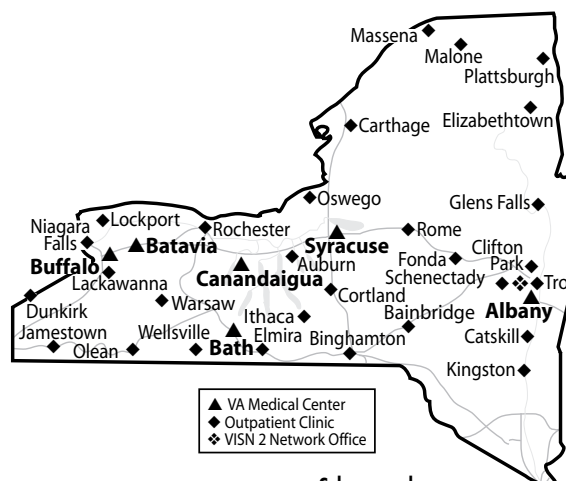 Massena
Malone
Plattsburgh
Carthage
Elizabethtown
Oswego
Glens Falls
Niagara
Falls
Lockport
Rochester
Rome
Batavia
Syracuse
Buffalo
Canandaigua
Auburn
Fonda
Clifton
Park
Lackawanna
Schenectady
Warsaw
Cortland
Albany
Dunkirk
Ithaca
Bainbridge
Jamestown
Wellsville
Elmira
Catskill
Olean
Bath
Binghamton
Kingston
VA Medical Center
Outpatient Clinic
VISN 2 Network Office